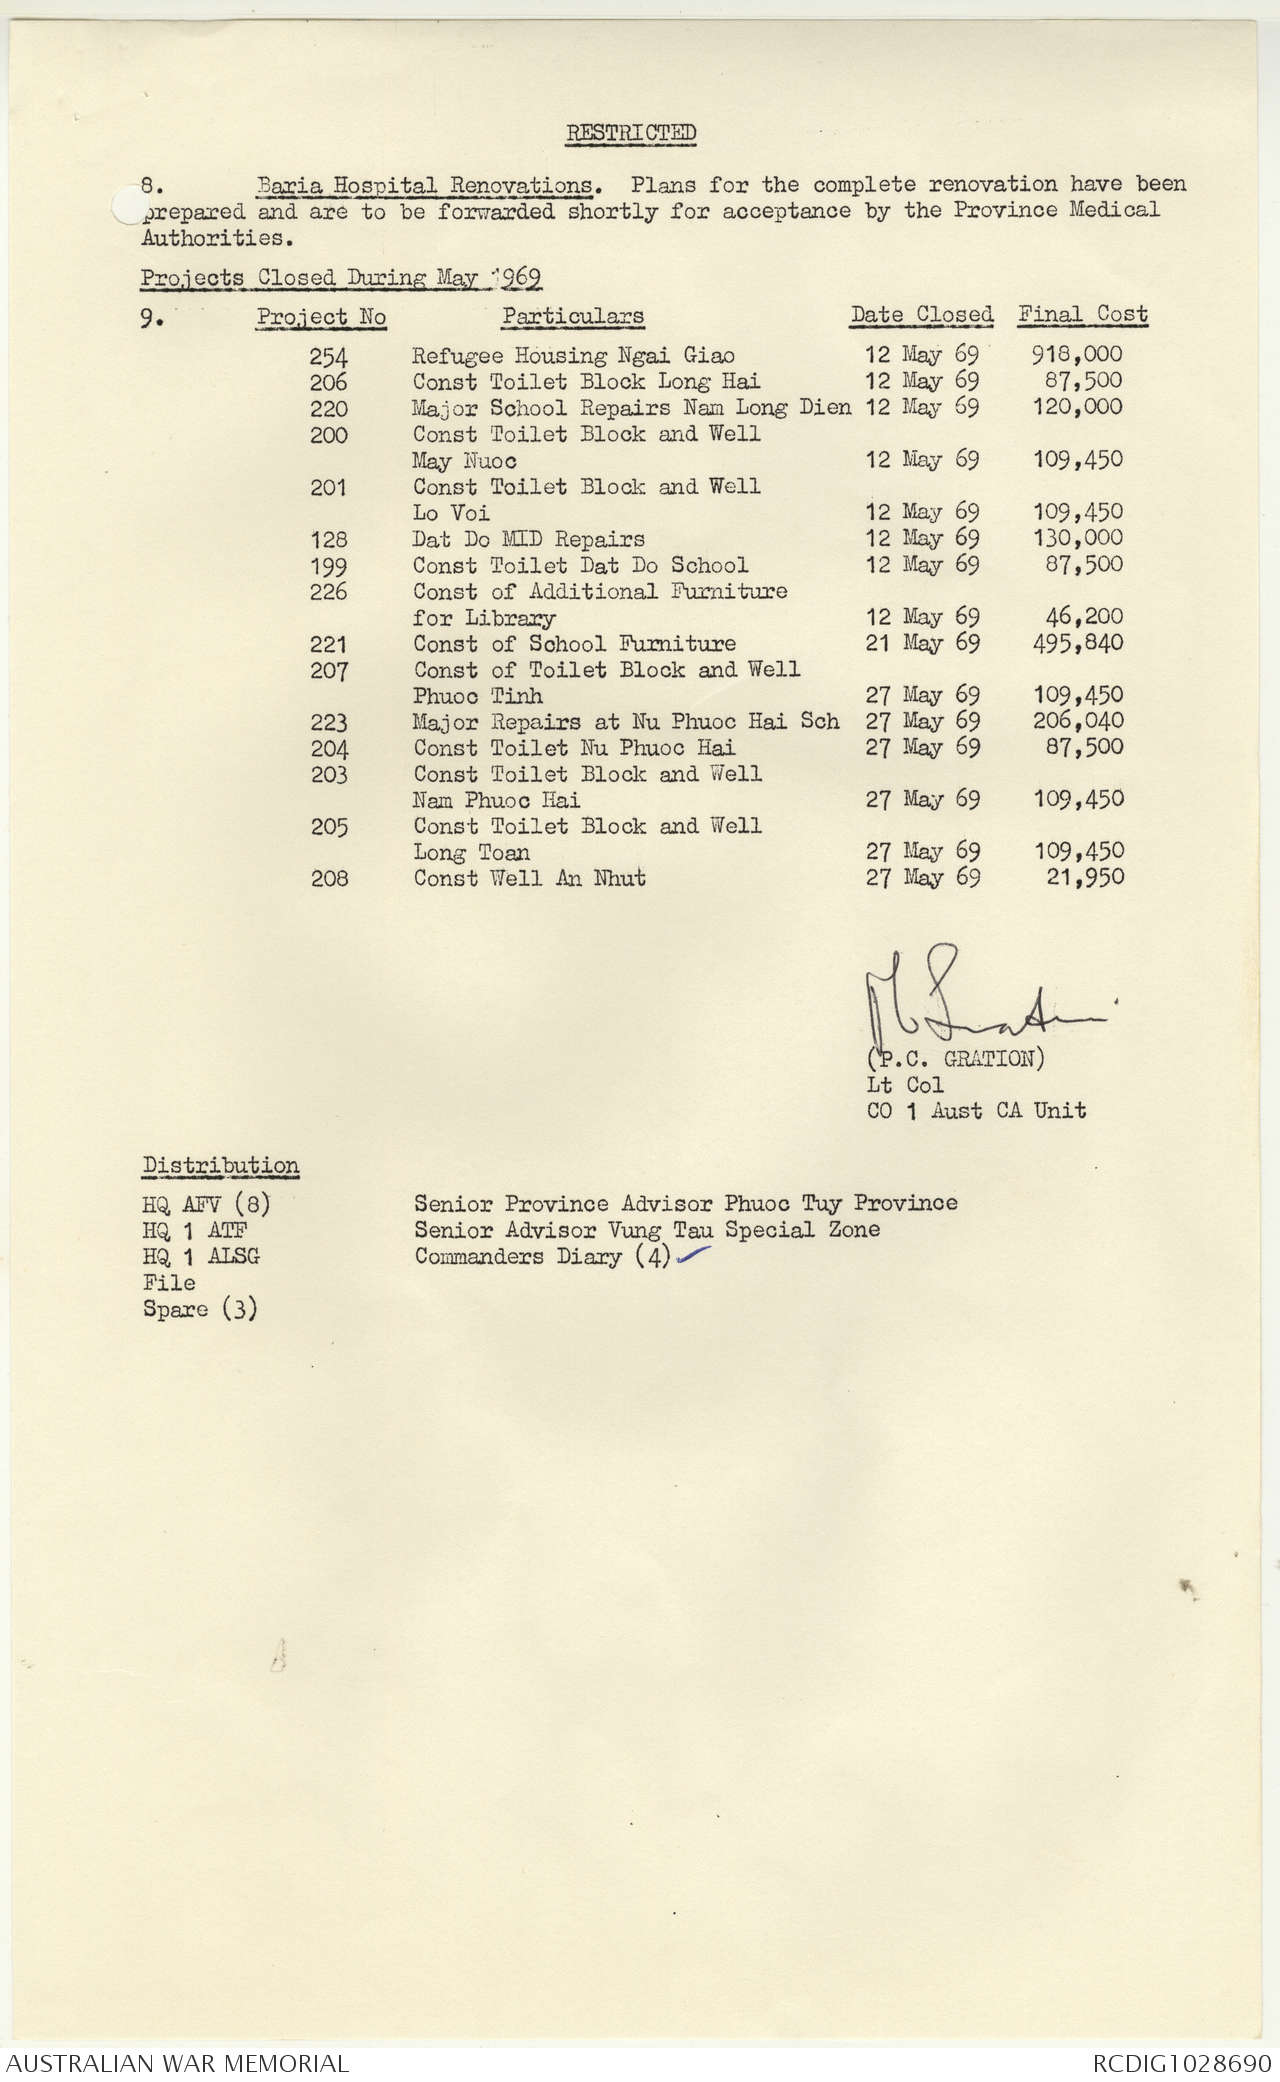 RESTRICTED
8. Baria Hospital Renovations. Plans for the complete renovation have been
prepared and are to be forwarded shortly for acceptance by the Province Medical
Authorities.
Projects Closed During May 1969
9. Project No Particulars Date Closed Final Cost
254 Refugee Housing Ngai Giao 12 May 69 918,000
206 Const Toilet Block Long Hai 12 May 69 87,500
220 Major School Repairs Nam Long Dien 12 May 69 120,000
200 Const Toilet Block and Well
May Nuoc 12 May 69 109,450
201 Const Toilet Block and Well
Lo Voi 12 May 69 109,450
128 Dat Do MID Repairs 12 May 69 130,000
199 Const Toilet Dat Do School 12 May 69 87,500
226 Const of Additional Furniture
for Library 12 May 69 46,200
221 Const of School Furniture 21 May 69 495,840
207 Const of Toilet Block and Well
Phuoc Tinh 27 May 69 109,450
223 Major Repairs at Nu Phuoc Hai Sch 27 May 69 206,040
204 Const Toilet Nu Phuoc Hai 27 May 69 87,500
203 Const Toilet Block and Well
Nam Phuoc Hai 27 May 69 109,450
205 Const Toilet Block and Well
Long Toan 27 May 69 109,450
208 Const Well An Nhut 27 May 69 21,950
(P.C. GRATION)
Lt Col
CO 1 Aust CA Unit
Distribution
HQ AFV (8) Senior Province Advisor Phuoc Tuy Province
HQ 1 ATF Senior Advisor Vung Tau Special Zone
HQ 1 ALSG Commanders Diary (4) ✓
File
Spare (3)
AUSTRALIAN WAR MEMORIAL RCDIG1028690